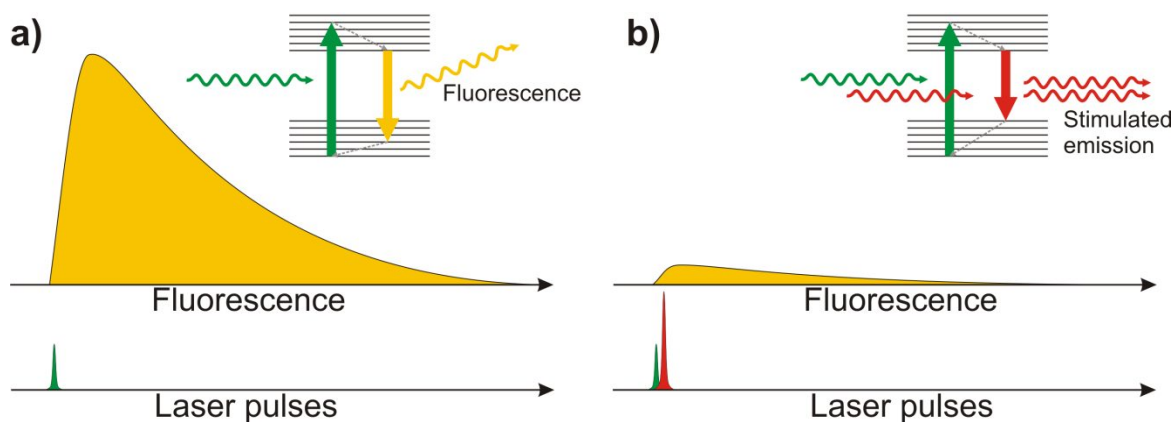 a)
Fluorescence
Fluorescence
Laser pulses
b)
Stimulated
emission
Fluorescence
Laser pulses